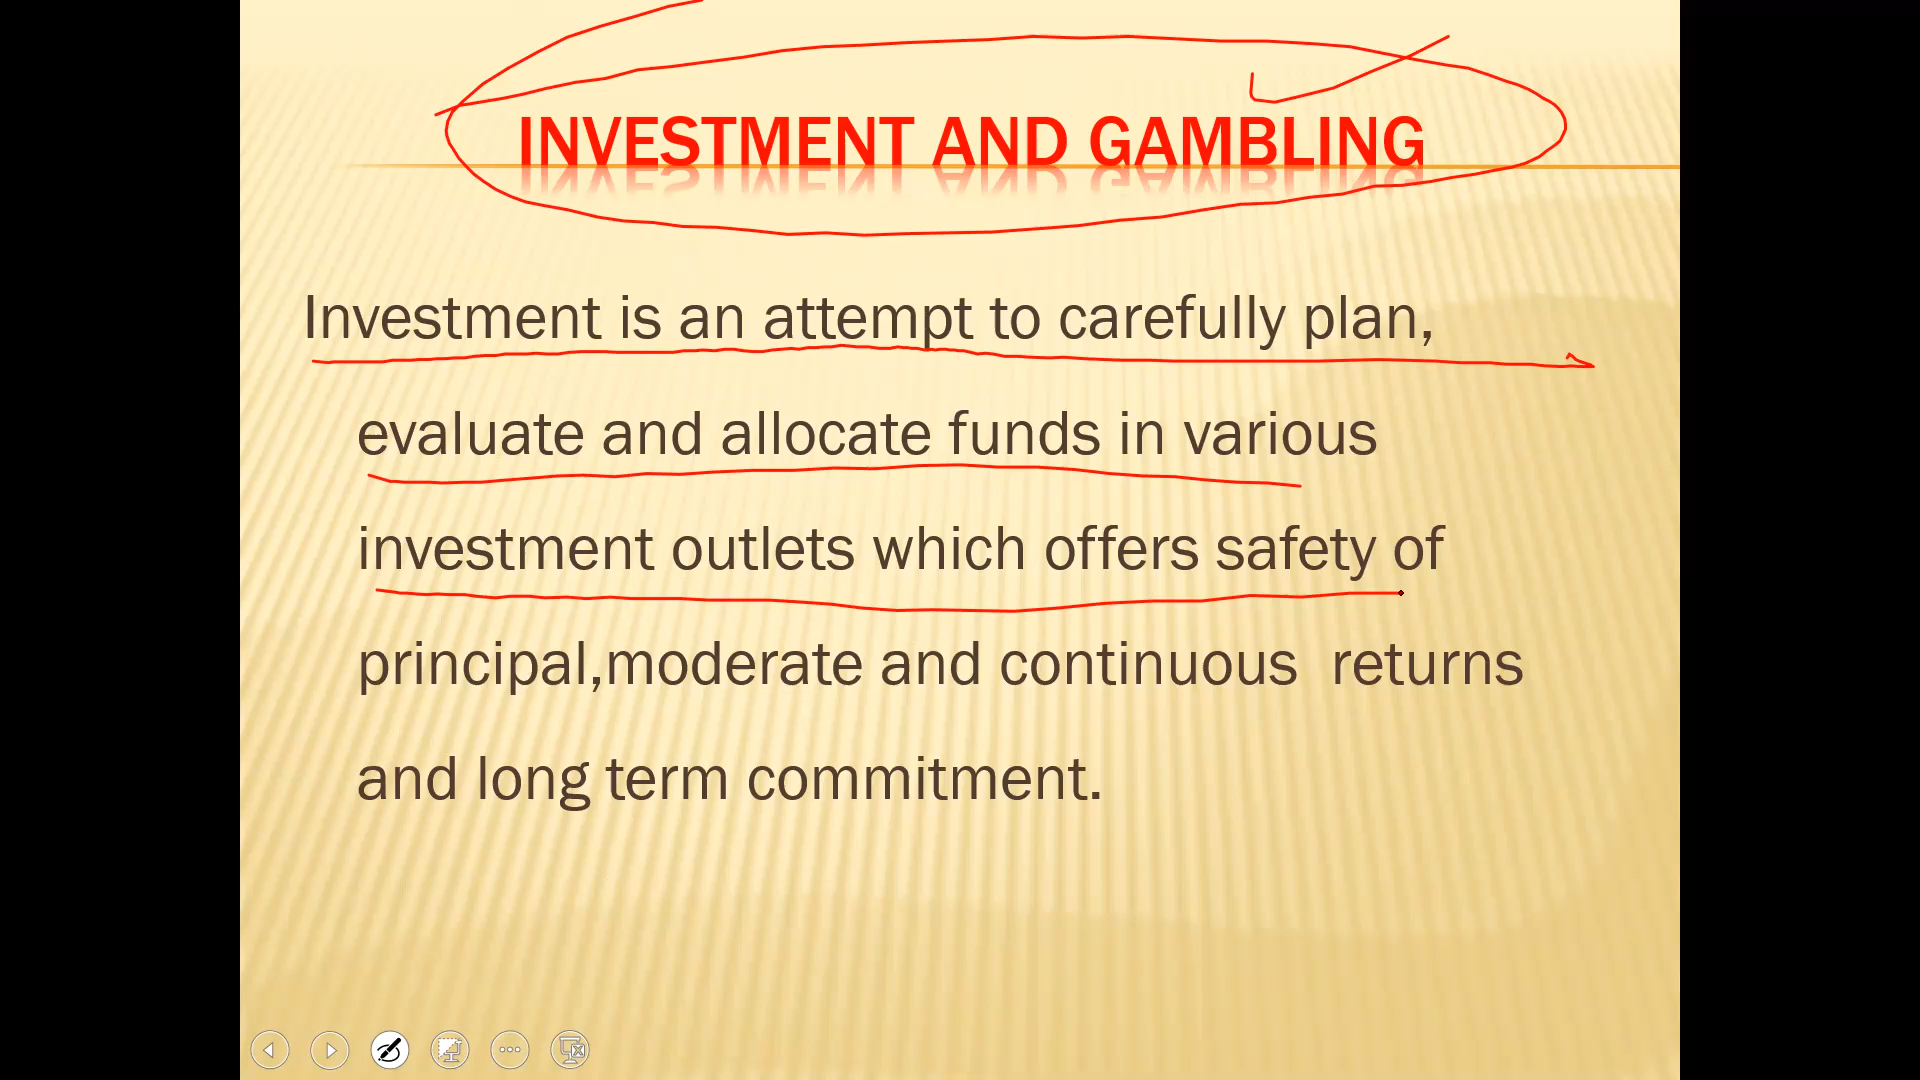 INVESTMENT AND GAMBLING
Investment is an attempt to carefully plan,
evaluate and allocate funds in various
investment outlets which offers safety of
principal,moderate and continuous  returns
and long term commitment.